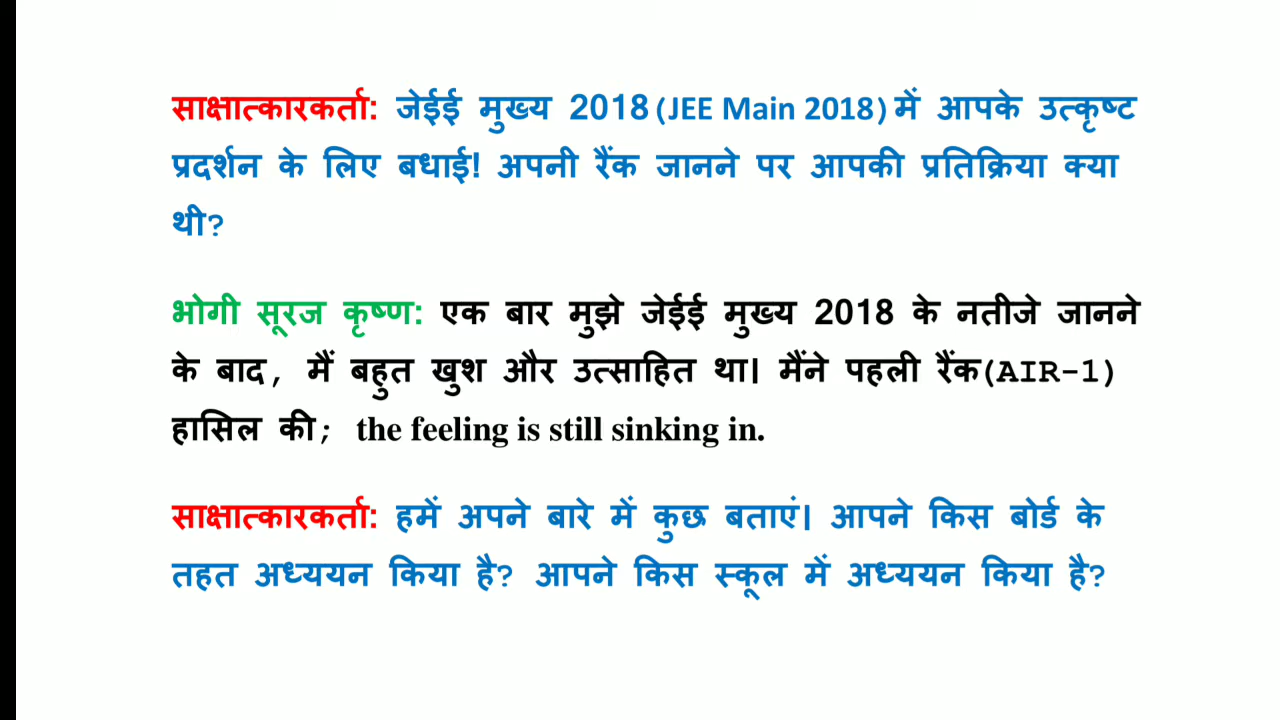 साक्षात्कारकर्ता: जेईई मुख्य 2018(JEE Main 2018) में आपके उत्कृष्ट
प्रदर्शन के लिए बधाई! अपनी रैंक जानने पर आपकी प्रतिक्रिया क्या
थी?
भोगी सूरज कृष्ण: एक बार मुझे जेईई मुख्य 2018 के नतीजे जानने
के बाद, मैं बहुत खुश और उत्साहित था। मैंने पहली रैंक(AIR-1)
हासिल की; the feeling is still sinking in.
साक्षात्कारकर्ता: हमें अपने बारे में कुछ बताएं। आपने किस बोर्ड के
तहत अध्ययन किया है? आपने किस स्कूल में अध्ययन किया है?